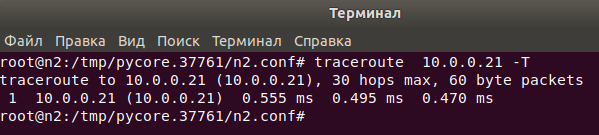 Терминал
Файл Правка Вид Поиск Терминал Справка
root@n2:/tmp/pycore.37761/n2.conf# traceroute  10.0.0.21 -T
traceroute to 10.0.0.21 (10.0.0.21), 30 hops max, 60 byte packets
 1  10.0.0.21 (10.0.0.21)  0.555 ms  0.495 ms  0.470 ms
root@n2:/tmp/pycore.37761/n2.conf#